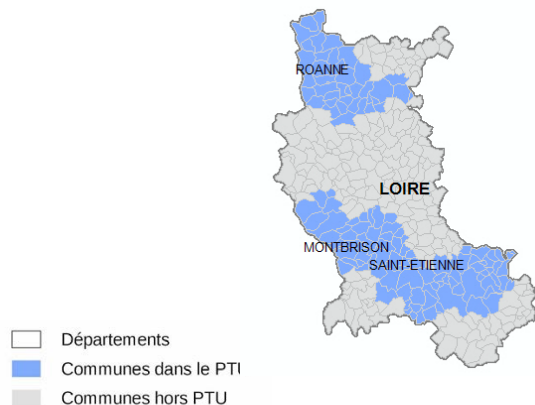 ROANNE
LOIRE
MONTBRISON
SAINT-ETIENNE
Départements
Communes dans le PTU
Communes hors PTU